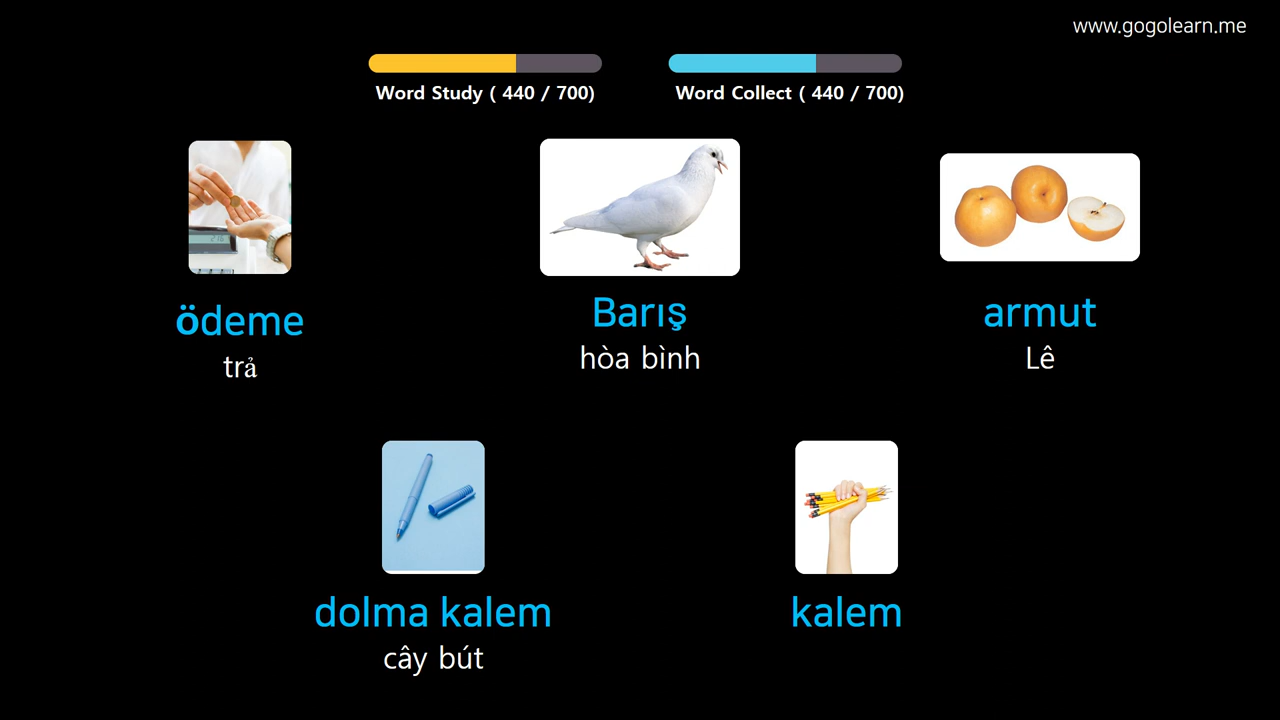 www.gogolearn.me
Word Study ( 440 / 700)
Word Collect ( 440 / 700)
ödeme
trả
Barış
hòa bình
armut
Lê
dolma kalem
cây bút
kalem